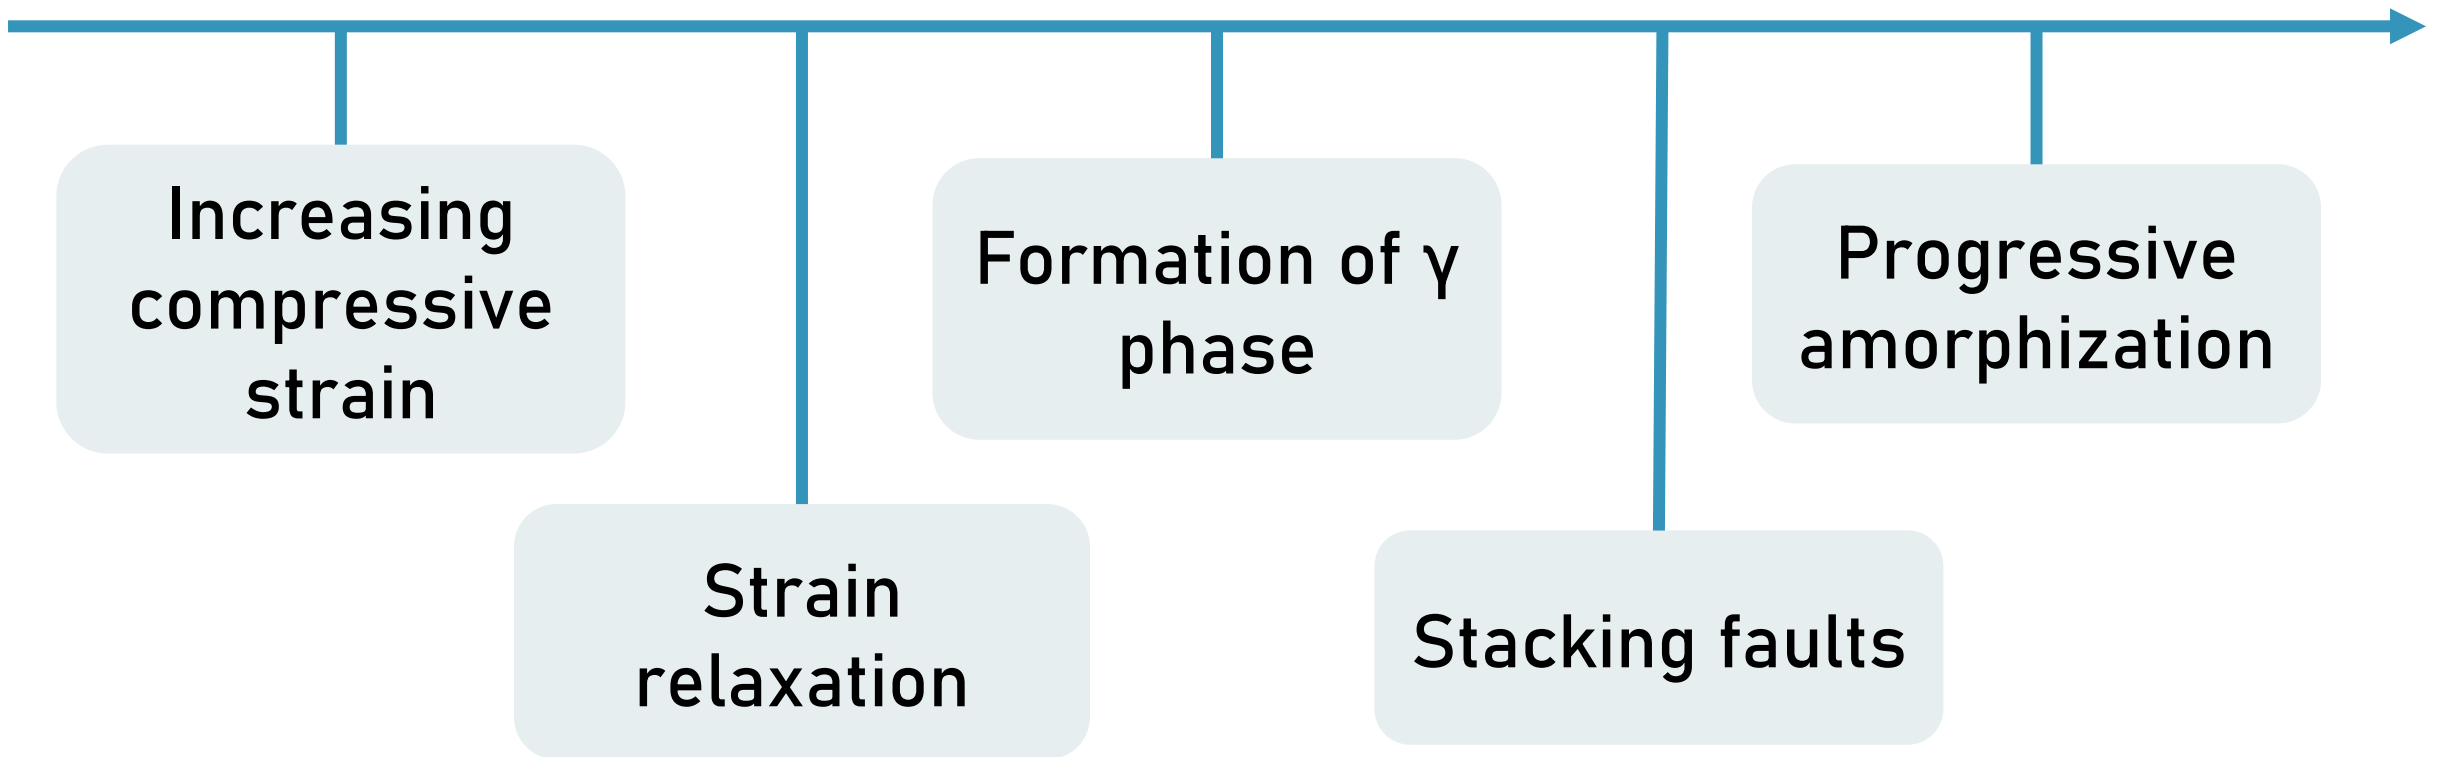 Increasing
compressive
strain
Strain
relaxation
Formation of γ
phase
Stacking faults
Progressive
amorphization